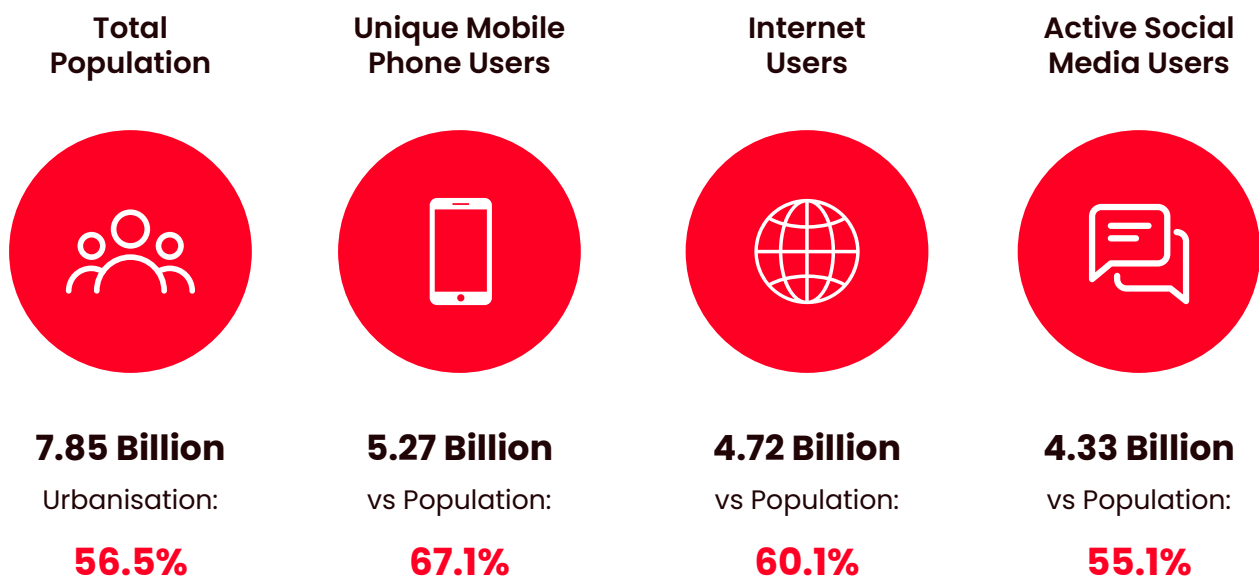 Total
Population
Unique Mobile
Phone Users
Internet
Users
Active Social
Media Users
7.85 Billion
Urbanisation:
56.5%
5.27 Billion
vs Population:
67.1%
4.72 Billion
vs Population:
60.1%
4.33 Billion
vs Population:
55.1%